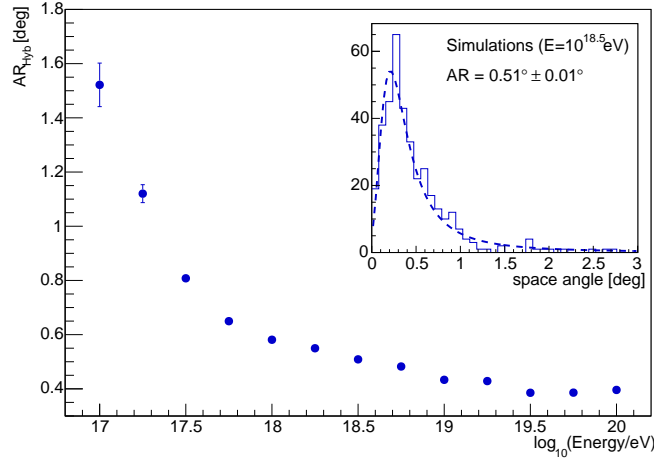 AR_Hyb [deg]
1.8
1.6
1.4
1.2
1
0.8
0.6
0.4
17 17.5 18 18.5 19 19.5 20
log_10(Energy/eV)
Simulations (E=10^18.5 eV)
AR = 0.51° ± 0.01°
60
40
20
0
0 0.5 1 1.5 2 2.5 3
space angle [deg]